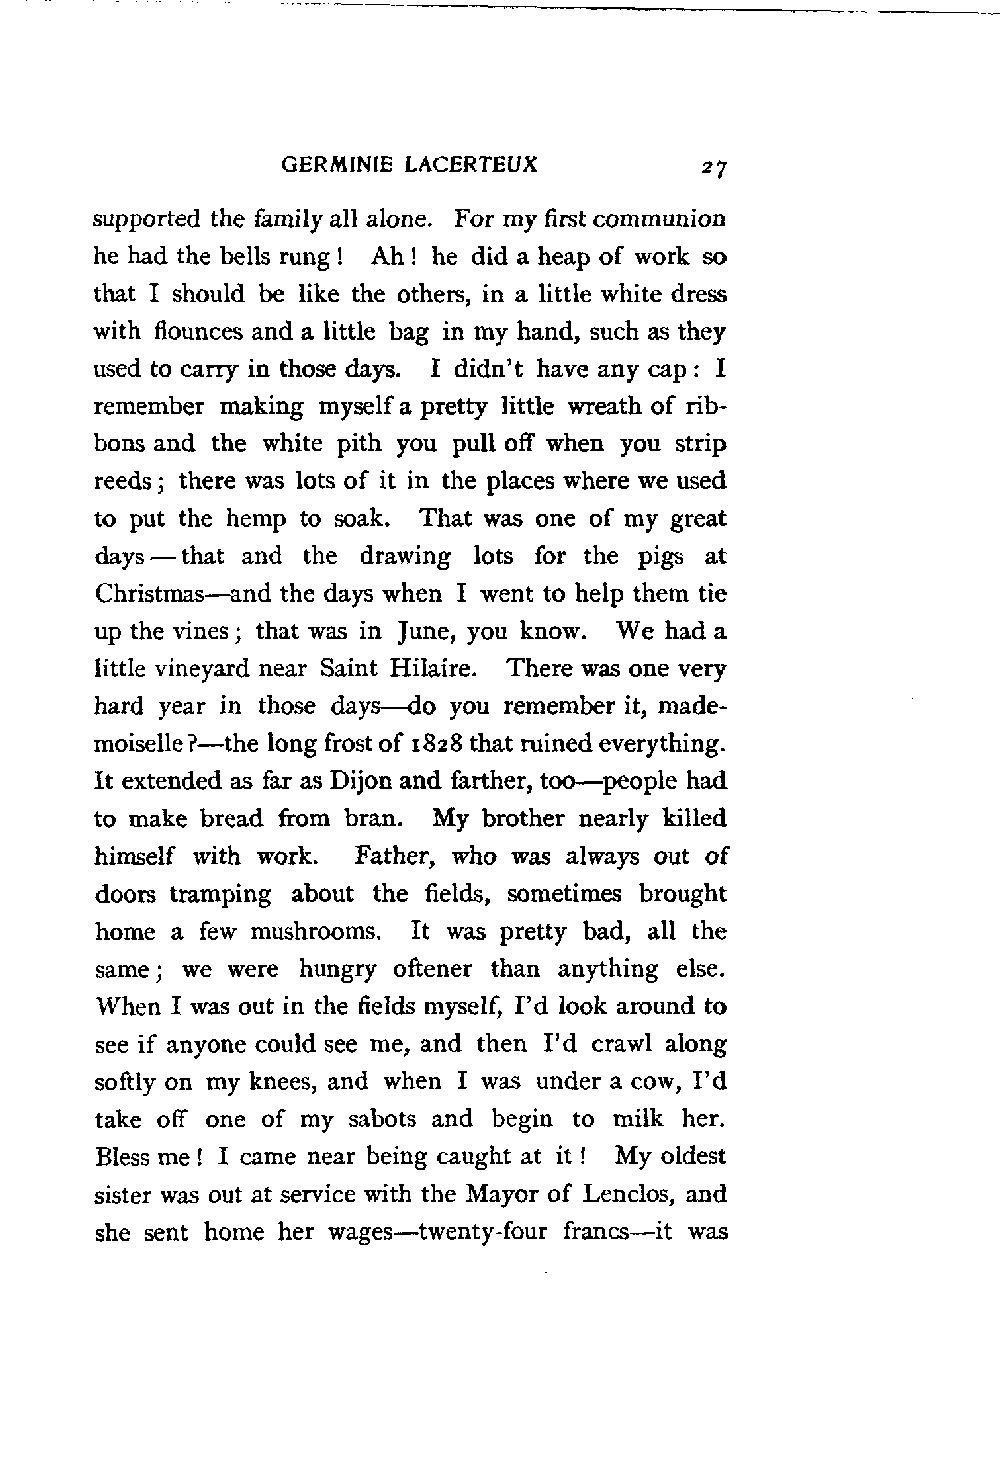 GERMINIE LACERTEUX 27
supported the family all alone. For my first communion
he had the bells rung! Ah! he did a heap of work so
that I should be like the others, in a little white dress
with flounces and a little bag in my hand, such as they
used to carry in those days. I didn't have any cap: I
remember making myself a pretty little wreath of rib-
bons and the white pith you pull off when you strip
reeds; there was lots of it in the places where we used
to put the hemp to soak. That was one of my great
days—that and the drawing lots for the pigs at
Christmas—and the days when I went to help them tie
up the vines; that was in June, you know. We had a
little vineyard near Saint Hilaire. There was one very
hard year in those days—do you remember it, made-
moiselle?—the long frost of 1828 that ruined everything.
It extended as far as Dijon and farther, too—people had
to make bread from bran. My brother nearly killed
himself with work. Father, who was always out of
doors tramping about the fields, sometimes brought
home a few mushrooms. It was pretty bad, all the
same; we were hungry oftener than anything else.
When I was out in the fields myself, I'd look around to
see if anyone could see me, and then I'd crawl along
softly on my knees, and when I was under a cow, I'd
take off one of my sabots and begin to milk her.
Bless me! I came near being caught at it! My oldest
sister was out at service with the Mayor of Lenclos, and
she sent home her wages—twenty-four francs—it was